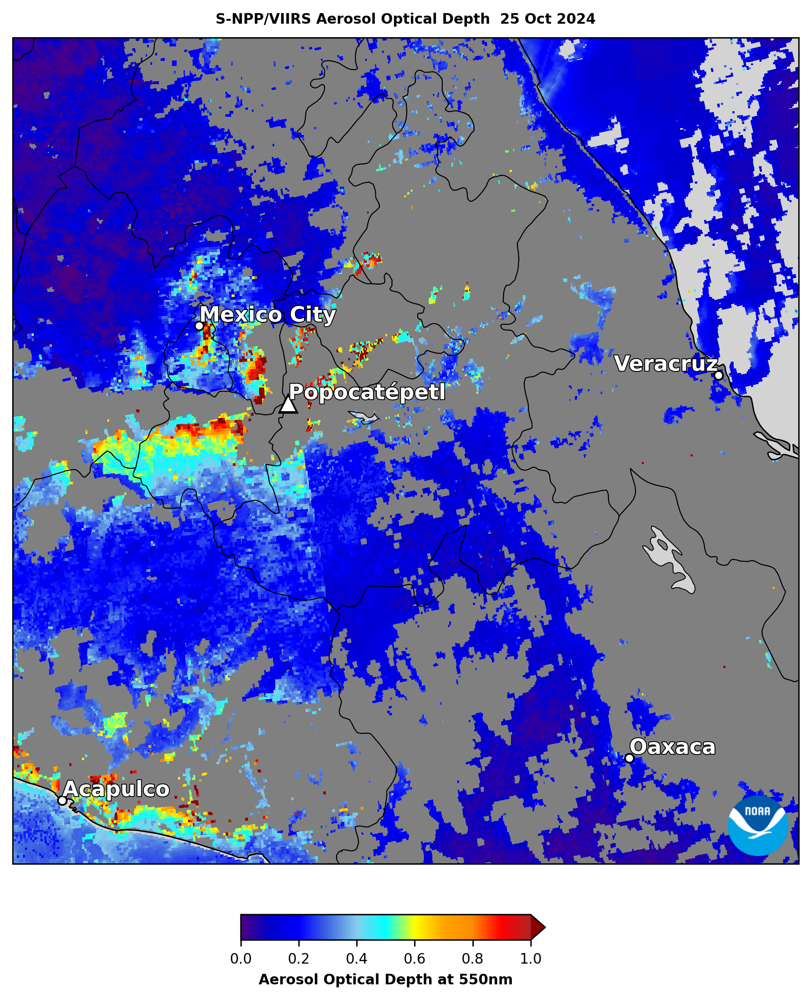 S-NPP/VIIRS Aerosol Optical Depth 25 Oct 2024
Mexico City
Veracruz
Popocatépetl
Oaxaca
Acapulco
NOAA
0.0 0.2 0.4 0.6 0.8 1.0
Aerosol Optical Depth at 550nm